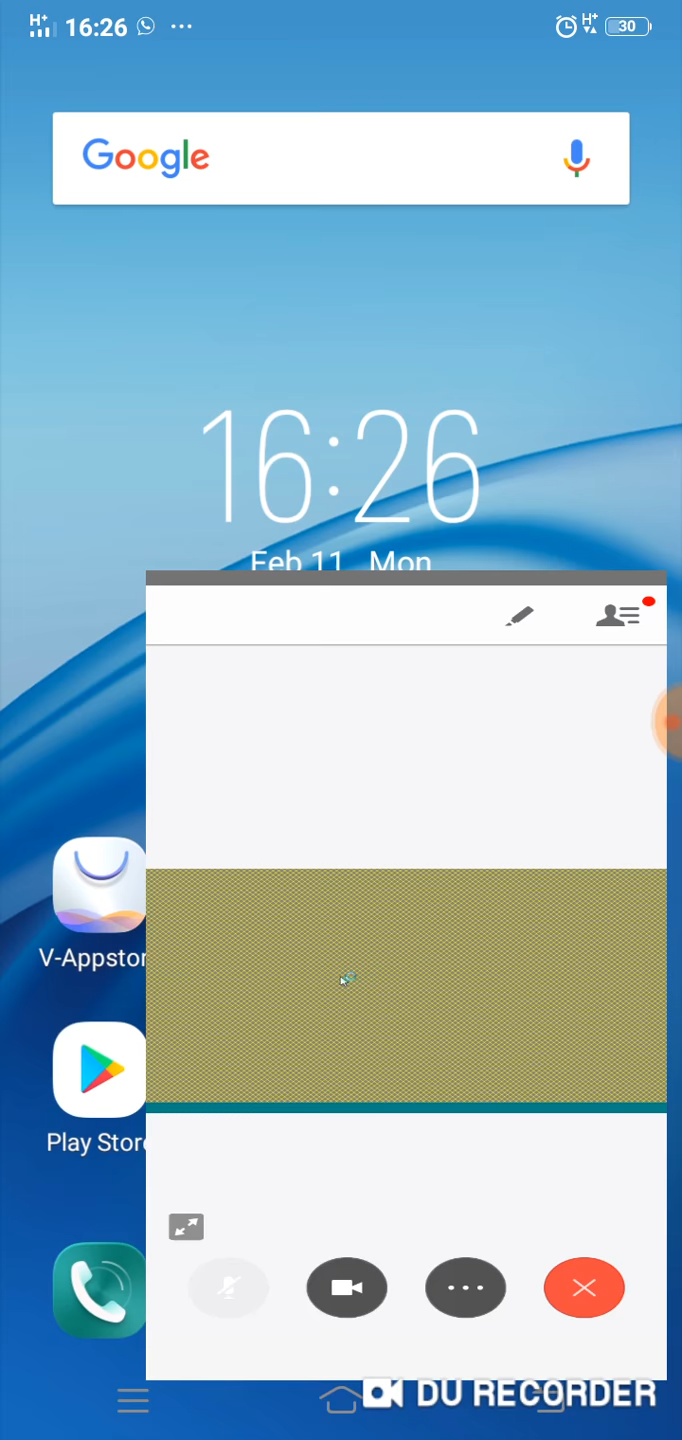 H+ 16:26 ... H+ 30
Google
16:26
Feb 11 Mon
V-Appstor
Play Store
DU RECORDER